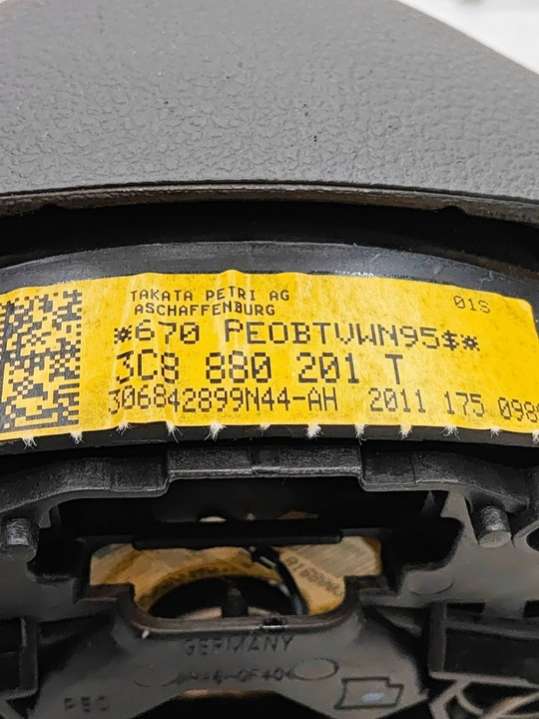 TAKATA PETRI AG
ASCHAFFENBURG
01S
*670 PEOBTVWN95$*
3C8 880 201 T
306842899N44-AH 2011 175
GERMANY